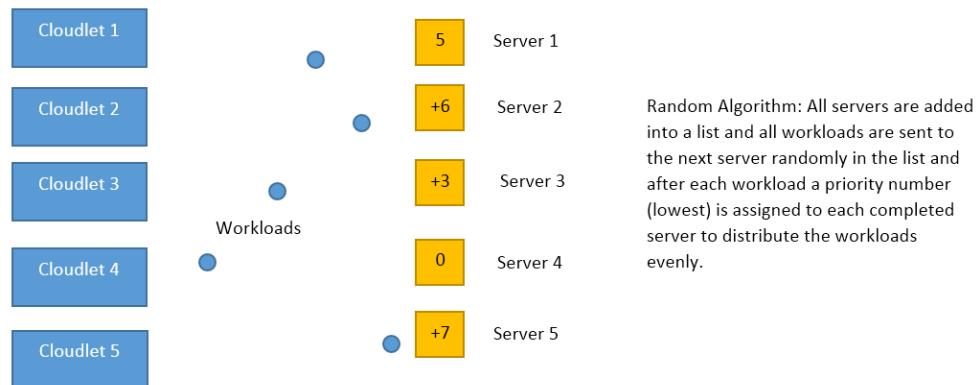 Cloudlet 1
5
Server 1
Cloudlet 2
+6
Server 2
Cloudlet 3
+3
Server 3
Workloads
Cloudlet 4
0
Server 4
Cloudlet 5
+7
Server 5
Random Algorithm: All servers are added
into a list and all workloads are sent to
the next server randomly in the list and
after each workload a priority number
(lowest) is assigned to each completed
server to distribute the workloads
evenly.